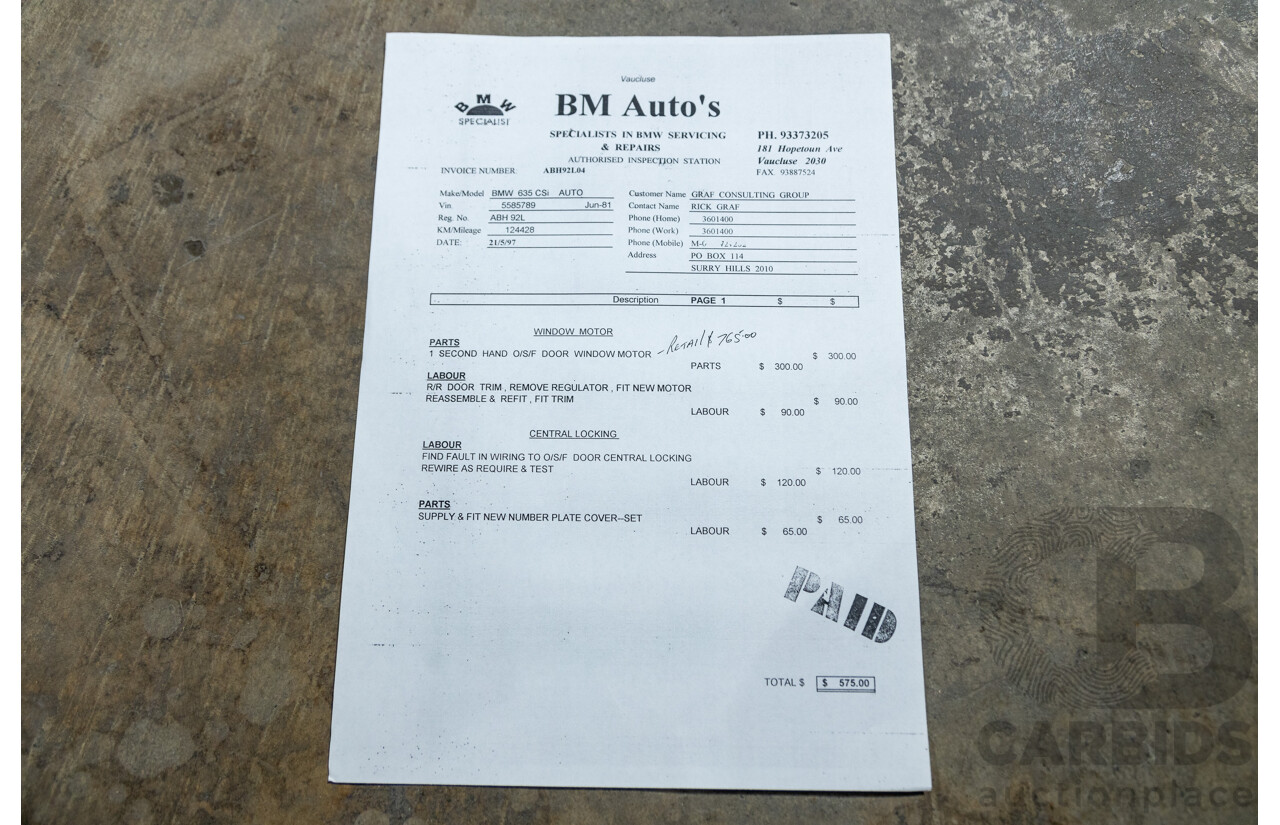 Vaucluse
BMW
SPECIALIST
BM Auto's
SPECIALISTS IN BMW SERVICING
& REPAIRS
AUTHORISED INSPECTION STATION
PH. 93373205
181 Hopetoun Ave
Vaucluse 2030
FAX 93887524
INVOICE NUMBER ABH92L04
Make/Model BMW 635 CSi AUTO
Vin 5585789 Jun-81
Reg. No. ABH 92L
KM/Mileage 124428
DATE: 21/5/97
Customer Name GRAF CONSULTING GROUP
Contact Name RICK GRAF
Phone (Home) 3601400
Phone (Work) 3601400
Phone (Mobile)
Address PO BOX 114
SURRY HILLS 2010
Description PAGE 1 $ $
WINDOW MOTOR
PARTS
1 SECOND HAND O/S/F DOOR WINDOW MOTOR - RETAIL $ 765.00
$ 300.00
PARTS $ 300.00
LABOUR
R/R DOOR TRIM , REMOVE REGULATOR , FIT NEW MOTOR
REASSEMBLE & REFIT , FIT TRIM $ 90.00
LABOUR $ 90.00
CENTRAL LOCKING
LABOUR
FIND FAULT IN WIRING TO O/S/F DOOR CENTRAL LOCKING
REWIRE AS REQUIRE & TEST $ 120.00
LABOUR $ 120.00
PARTS
SUPPLY & FIT NEW NUMBER PLATE COVER--SET $ 65.00
LABOUR $ 65.00
PAID
TOTAL $ $ 575.00
CARBIDS
auctionplace